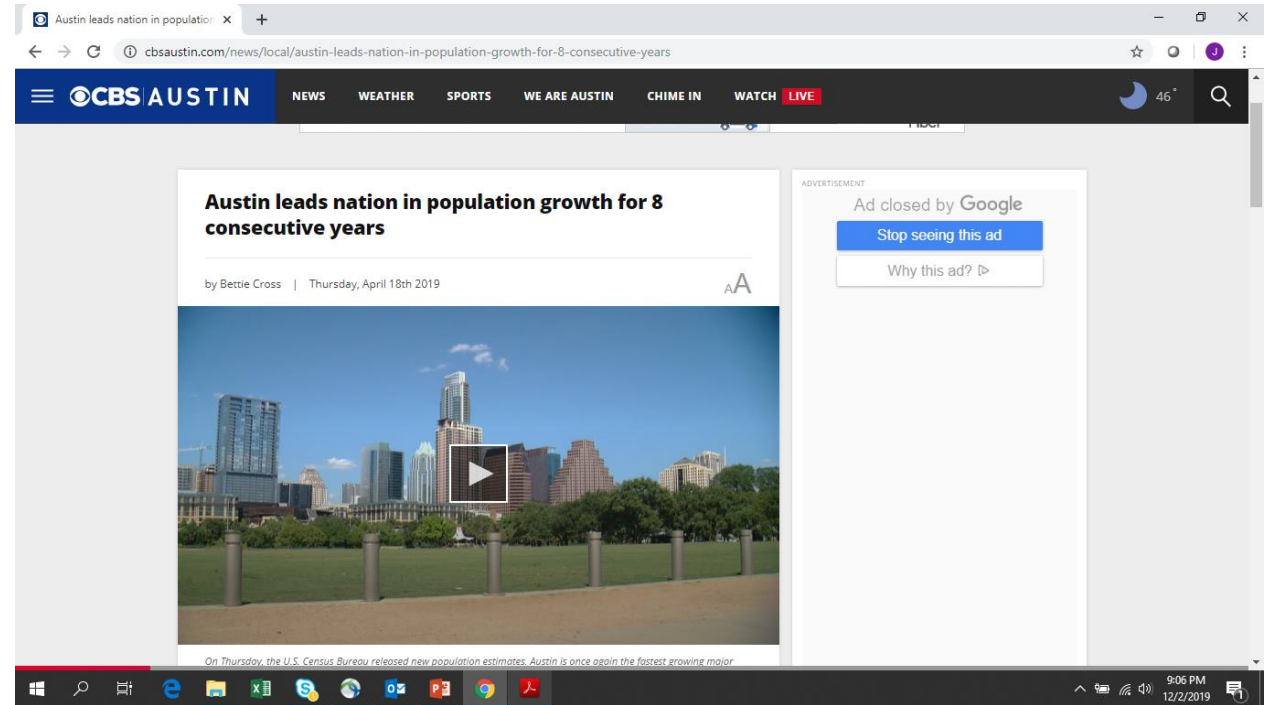 Austin leads nation in population
cbsaustin.com/news/local/austin-leads-nation-in-population-growth-for-8-consecutive-years
J
CBS AUSTIN
NEWS WEATHER SPORTS WE ARE AUSTIN CHIME IN WATCH LIVE
46°
Austin leads nation in population growth for 8
consecutive years
by Bettie Cross | Thursday, April 18th 2019
AA
On Thursday, the U.S. Census Bureau released new population estimates. Austin is once again the fastest growing major
ADVERTISEMENT
Ad closed by Google
Stop seeing this ad
Why this ad?
9:06 PM
12/2/2019